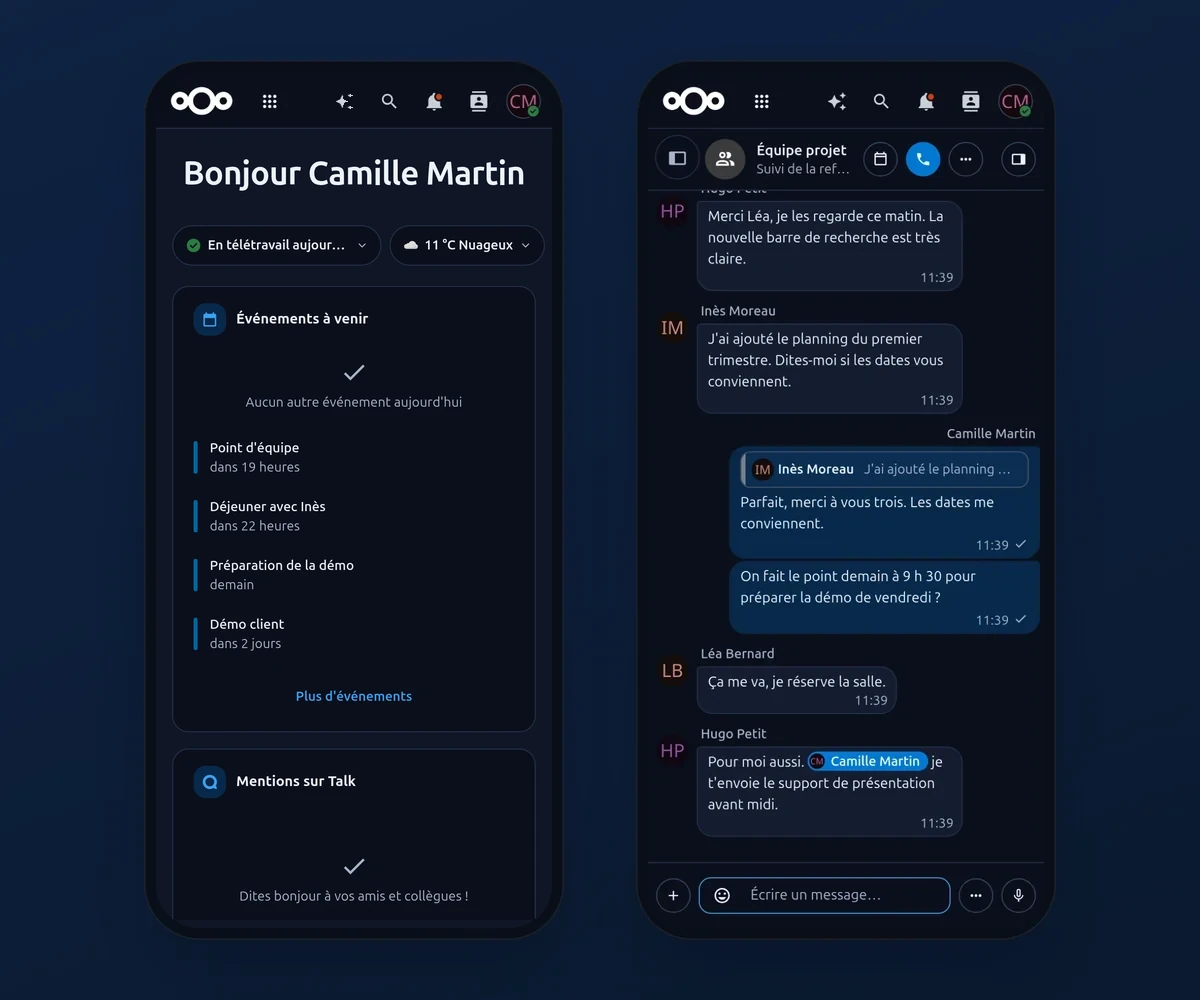 CM
Bonjour Camille Martin
En télétravail aujour…
11 °C Nuageux
Événements à venir
Aucun autre événement aujourd'hui
Point d'équipe
dans 19 heures
Déjeuner avec Inès
dans 22 heures
Préparation de la démo
demain
Démo client
dans 2 jours
Plus d'événements
Mentions sur Talk
Dites bonjour à vos amis et collègues !
CM
Équipe projet
Suivi de la ref…
Hugo Petit
HP
Merci Léa, je les regarde ce matin. La
nouvelle barre de recherche est très
claire.
11:39
Inès Moreau
IM
J'ai ajouté le planning du premier
trimestre. Dites-moi si les dates vous
conviennent.
11:39
Camille Martin
IM Inès Moreau J'ai ajouté le planning …
Parfait, merci à vous trois. Les dates me
conviennent.
11:39
On fait le point demain à 9 h 30 pour
préparer la démo de vendredi ?
11:39
Léa Bernard
LB
Ça me va, je réserve la salle.
11:39
Hugo Petit
HP
Pour moi aussi. CM Camille Martin je
t'envoie le support de présentation
avant midi.
11:39
Écrire un message…